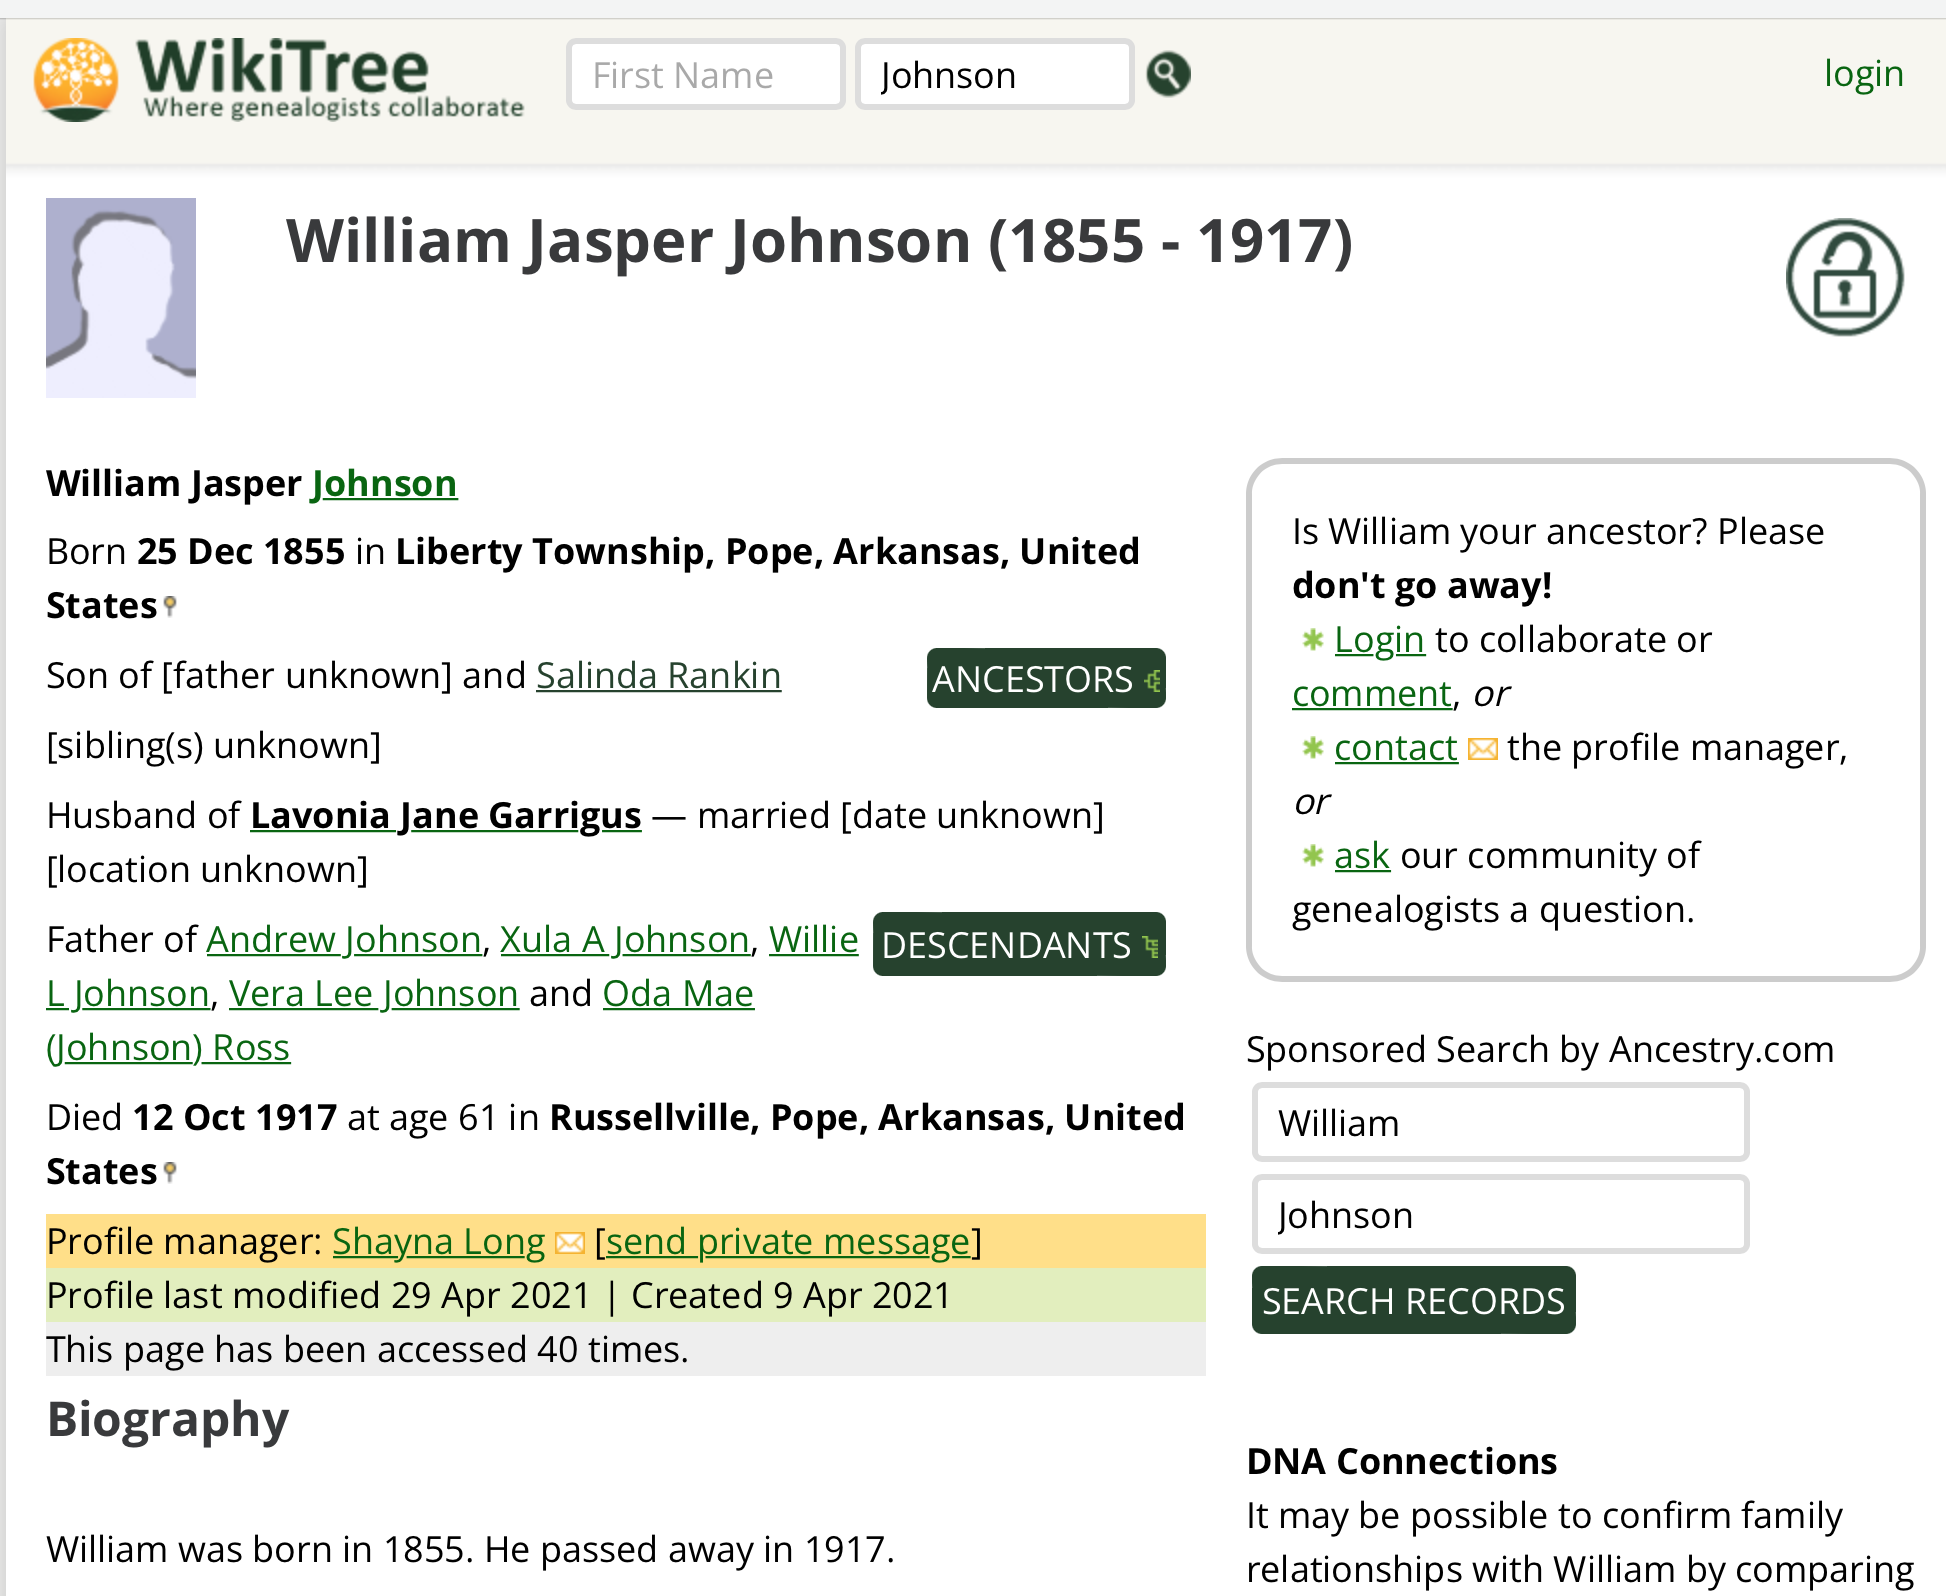 WikiTree
Where genealogists collaborate
First Name
Johnson
login
William Jasper Johnson (1855 - 1917)
William Jasper Johnson
Born 25 Dec 1855 in Liberty Township, Pope, Arkansas, United
States
Son of [father unknown] and Salinda Rankin
ANCESTORS
[sibling(s) unknown]
Husband of Lavonia Jane Garrigus — married [date unknown]
[location unknown]
Father of Andrew Johnson, Xula A Johnson, Willie
L Johnson, Vera Lee Johnson and Oda Mae
(Johnson) Ross
DESCENDANTS
Died 12 Oct 1917 at age 61 in Russellville, Pope, Arkansas, United
States
Profile manager: Shayna Long [send private message]
Profile last modified 29 Apr 2021 | Created 9 Apr 2021
This page has been accessed 40 times.
Biography
William was born in 1855. He passed away in 1917.
Is William your ancestor? Please
don't go away!
Login to collaborate or
comment, or
contact the profile manager,
or
ask our community of
genealogists a question.
Sponsored Search by Ancestry.com
William
Johnson
SEARCH RECORDS
DNA Connections
It may be possible to confirm family
relationships with William by comparing